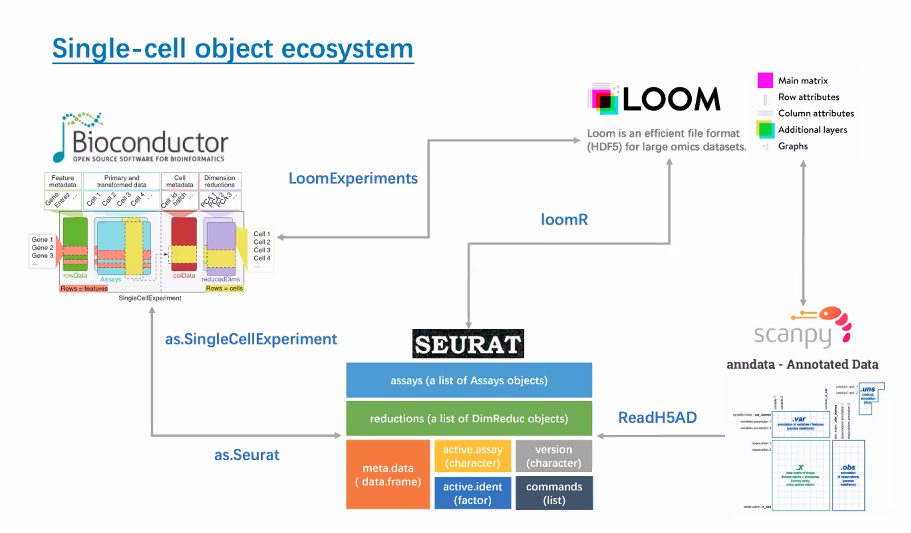 Single-cell object ecosystem
Bioconductor
OPEN SOURCE SOFTWARE FOR BIOINFORMATICS
Feature metadata
Primary and transformed data
Cell metadata
Dimension reductions
Gene
Entrez
...
Cell 1
Cell 2
Cell 3
Cell 4
...
Cell id
batch
...
PCA 1
PCA 2
PCA 3
Gene 1
Gene 2
Gene 3
....
Cell 1
Cell 2
Cell 3
Cell 4
....
rowData
Assays
colData
reducedDims
Rows = features
Rows = cells
SingleCellExperiment
LoomExperiments
LOOM
Loom is an efficient file format
(HDF5) for large omics datasets.
Main matrix
Row attributes
Column attributes
Additional layers
Graphs
loomR
as.SingleCellExperiment
as.Seurat
SEURAT
assays (a list of Assays objects)
reductions (a list of DimReduc objects)
meta.data
( data.frame)
active.assay
(character)
version
(character)
active.ident
(factor)
commands
(list)
ReadH5AD
scanpy
anndata - Annotated Data
.uns
.var
.X
.obs